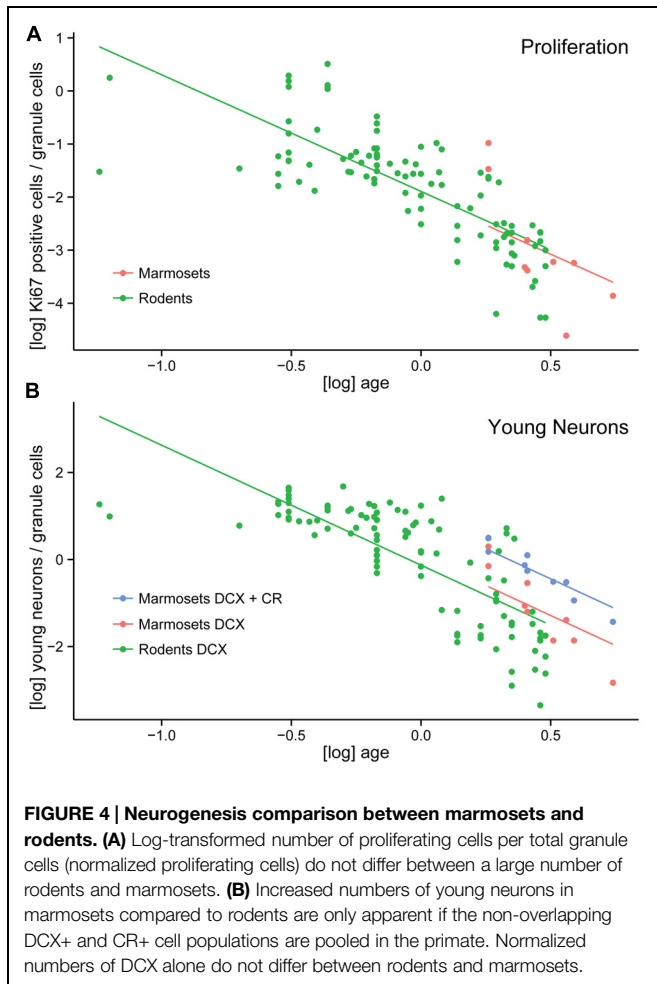 A
Proliferation
[log] Ki67 positive cells / granule cells
1
0
−1
−2
−3
−4
Marmosets
Rodents
−1.0
−0.5
0.0
0.5
[log] age
B
Young Neurons
[log] young neurons / granule cells
2
0
−2
Marmosets DCX + CR
Marmosets DCX
Rodents DCX
−1.0
−0.5
0.0
0.5
[log] age
FIGURE 4 | Neurogenesis comparison between marmosets and
rodents. (A) Log-transformed number of proliferating cells per total granule
cells (normalized proliferating cells) do not differ between a large number of
rodents and marmosets. (B) Increased numbers of young neurons in
marmosets compared to rodents are only apparent if the non-overlapping
DCX+ and CR+ cell populations are pooled in the primate. Normalized
numbers of DCX alone do not differ between rodents and marmosets.